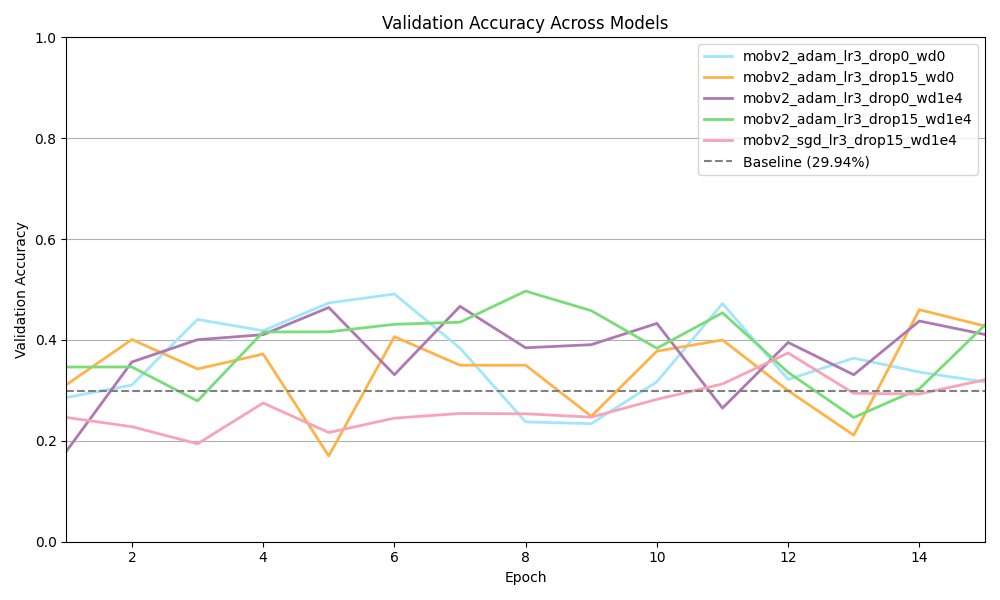 Validation Accuracy Across Models
1.0
0.8
0.6
0.4
0.2
0.0
Validation Accuracy
mobv2_adam_lr3_drop0_wd0
mobv2_adam_lr3_drop15_wd0
mobv2_adam_lr3_drop0_wd1e4
mobv2_adam_lr3_drop15_wd1e4
mobv2_sgd_lr3_drop15_wd1e4
Baseline (29.94%)
2 4 6 8 10 12 14
Epoch